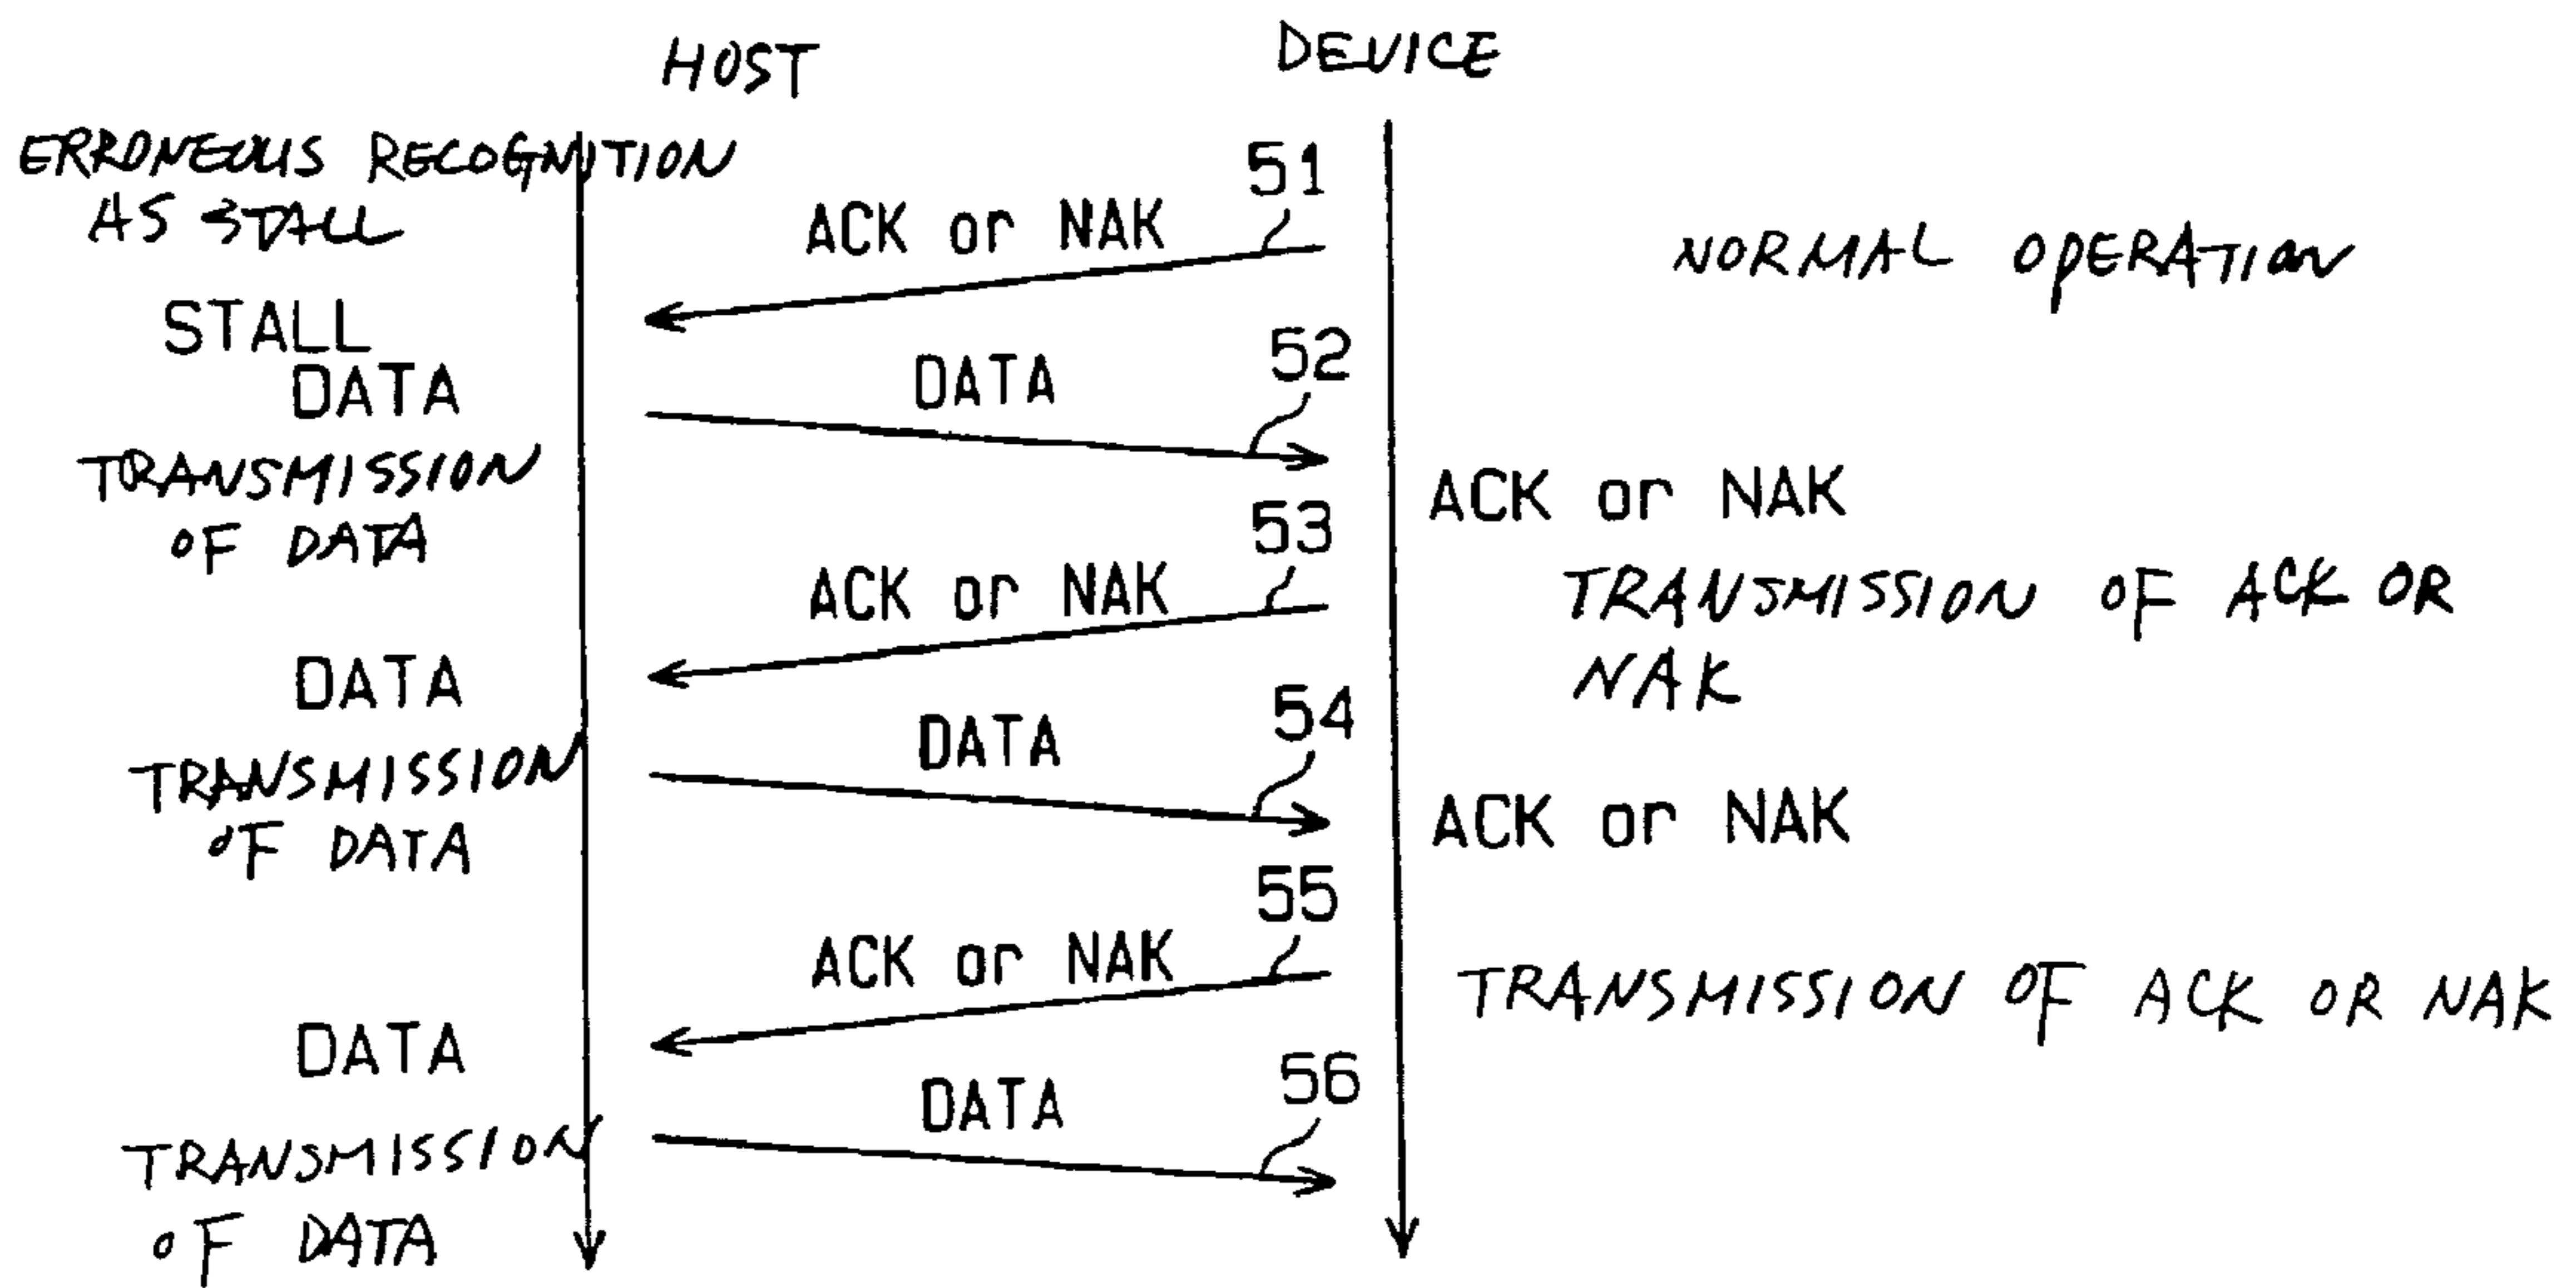 HOST
DEVICE
ERRONEOUS RECOGNITION
AS STALL
51
ACK or NAK
NORMAL OPERATION
STALL
52
DATA
DATA
TRANSMISSION
OF DATA
ACK or NAK
53
ACK or NAK
TRANSMISSION OF ACK OR
NAK
DATA
54
DATA
TRANSMISSION
OF DATA
ACK or NAK
55
ACK or NAK
TRANSMISSION OF ACK OR NAK
DATA
56
DATA
TRANSMISSION
OF DATA